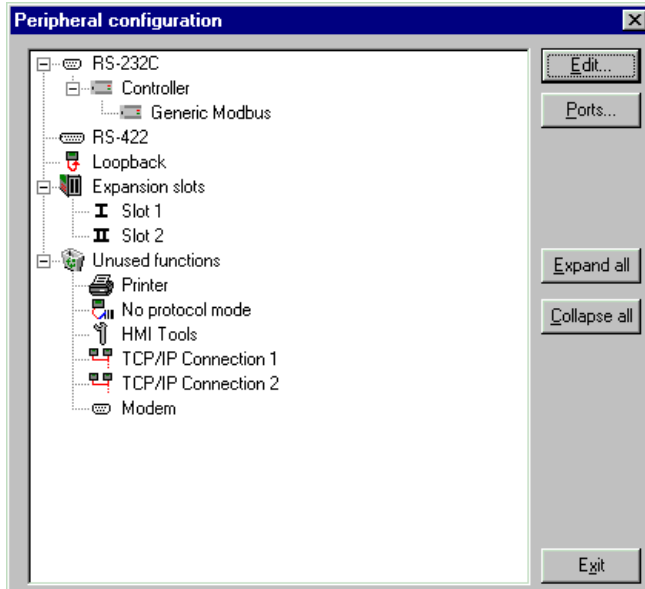 Peripheral configuration
RS-232C
Controller
Generic Modbus
RS-422
Loopback
Expansion slots
I Slot 1
II Slot 2
Unused functions
Printer
No protocol mode
HMI Tools
TCP/IP Connection 1
TCP/IP Connection 2
Modem
Edit...
Ports...
Expand all
Collapse all
Exit